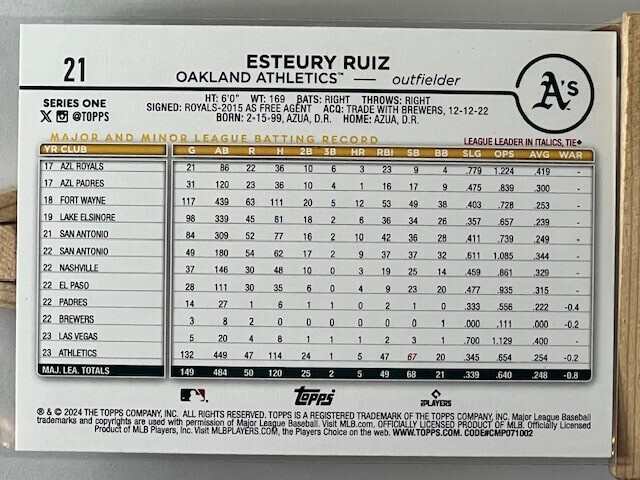 21
ESTEURY RUIZ
OAKLAND ATHLETICS™ — outfielder
A's
SERIES ONE
X @TOPPS
HT: 6'0" WT: 169 BATS: RIGHT THROWS: RIGHT
SIGNED: ROYALS-2015 AS FREE AGENT ACQ: TRADE WITH BREWERS, 12-12-22
BORN: 2-15-99, AZUA, D.R. HOME: AZUA, D.R.
MAJOR AND MINOR LEAGUE BATTING RECORD LEAGUE LEADER IN ITALICS, TIE♦
YR CLUB G AB R H 2B 3B HR RBI SB BB SLG OPS AVG WAR
17 AZL ROYALS 21 86 22 36 10 6 3 23 9 4 .779 1.224 .419 -
17 AZL PADRES 31 120 23 36 10 4 1 16 17 9 .475 .839 .300 -
18 FORT WAYNE 117 439 63 111 20 5 12 53 49 38 .403 .728 .253 -
19 LAKE ELSINORE 98 339 45 81 18 2 6 36 34 26 .357 .657 .239 -
21 SAN ANTONIO 84 309 52 77 16 2 10 42 36 28 .411 .739 .249 -
22 SAN ANTONIO 49 180 54 62 17 2 9 37 37 32 .611 1.085 .344 -
22 NASHVILLE 37 146 30 48 10 0 3 19 25 14 .459 .861 .329 -
22 EL PASO 28 111 30 35 6 0 4 9 23 20 .477 .935 .315 -
22 PADRES 14 27 1 6 1 1 0 2 1 0 .333 .556 .222 -0.4
22 BREWERS 3 8 2 0 0 0 0 0 0 1 .000 .111 .000 -0.2
23 LAS VEGAS 5 20 4 8 1 1 1 2 3 1 .700 1.129 .400 -
23 ATHLETICS 132 449 47 114 24 1 5 47 67 20 .345 .654 .254 -0.2
MAJ. LEA. TOTALS 149 484 50 120 25 2 5 49 68 21 .339 .640 .248 -0.8
Topps
PLAYERS
® & © 2024 THE TOPPS COMPANY, INC. ALL RIGHTS RESERVED. TOPPS IS A REGISTERED TRADEMARK OF THE TOPPS COMPANY, INC. Major League Baseball
trademarks and copyrights are used with permission of Major League Baseball. Visit MLB.com. OFFICIALLY LICENSED PRODUCT OF MLB Players, Inc. Officially Licensed
Product of MLB Players, Inc. Visit MLBPLAYERS.com, the Players Choice on the web. WWW.TOPPS.COM. CODE#CMP071002